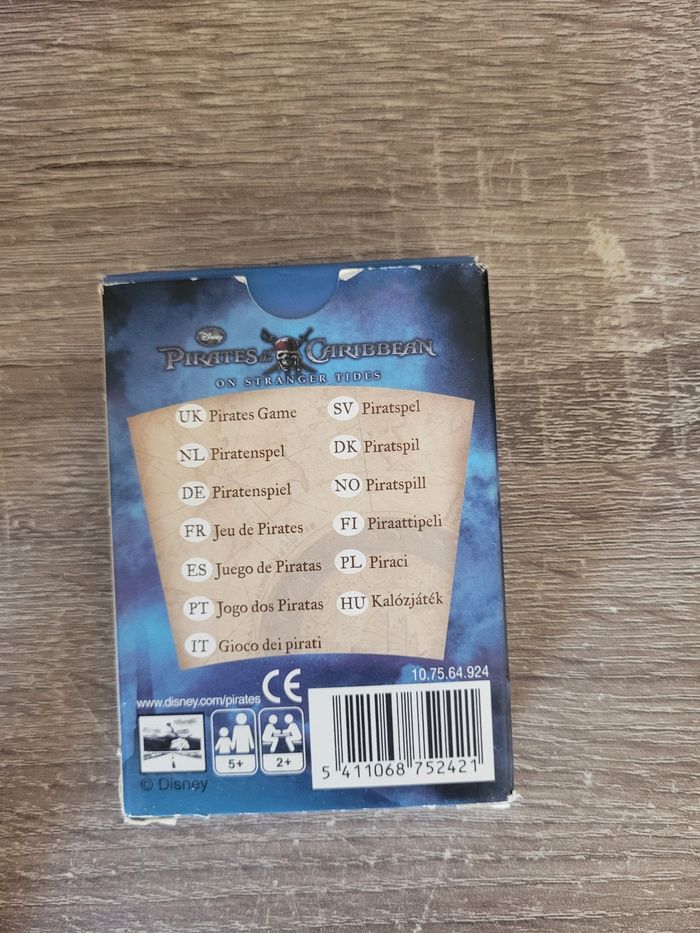 Disney
PIRATES of the CARIBBEAN
ON STRANGER TIDES
UK Pirates Game
NL Piratenspel
DE Piratenspiel
FR Jeu de Pirates
ES Juego de Piratas
PT Jogo dos Piratas
IT Gioco dei pirati
SV Piratspel
DK Piratspil
NO Piratspill
FI Piraattipeli
PL Piraci
HU Kalózjáték
10.75.64.924
www.disney.com/pirates
CE
5+
2+
5 411068 752421
© Disney